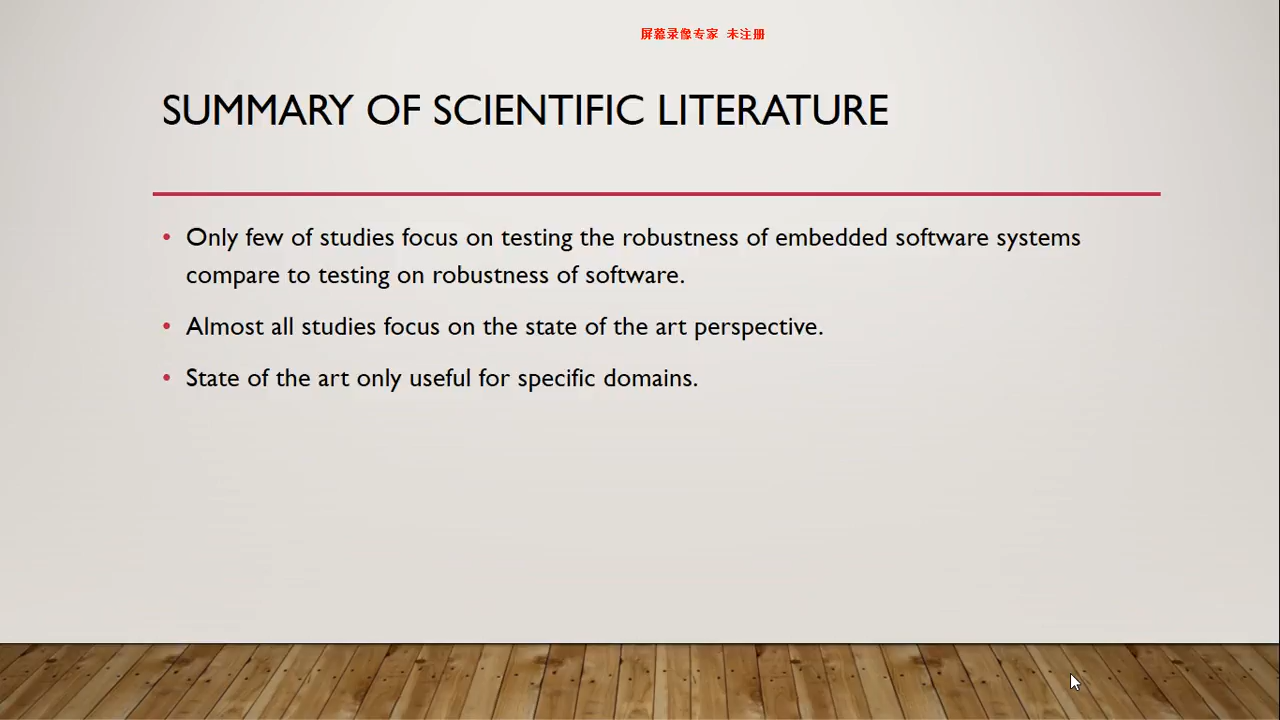 屏幕录像专家 未注册
SUMMARY OF SCIENTIFIC LITERATURE
• Only few of studies focus on testing the robustness of embedded software systems
compare to testing on robustness of software.
• Almost all studies focus on the state of the art perspective.
• State of the art only useful for specific domains.